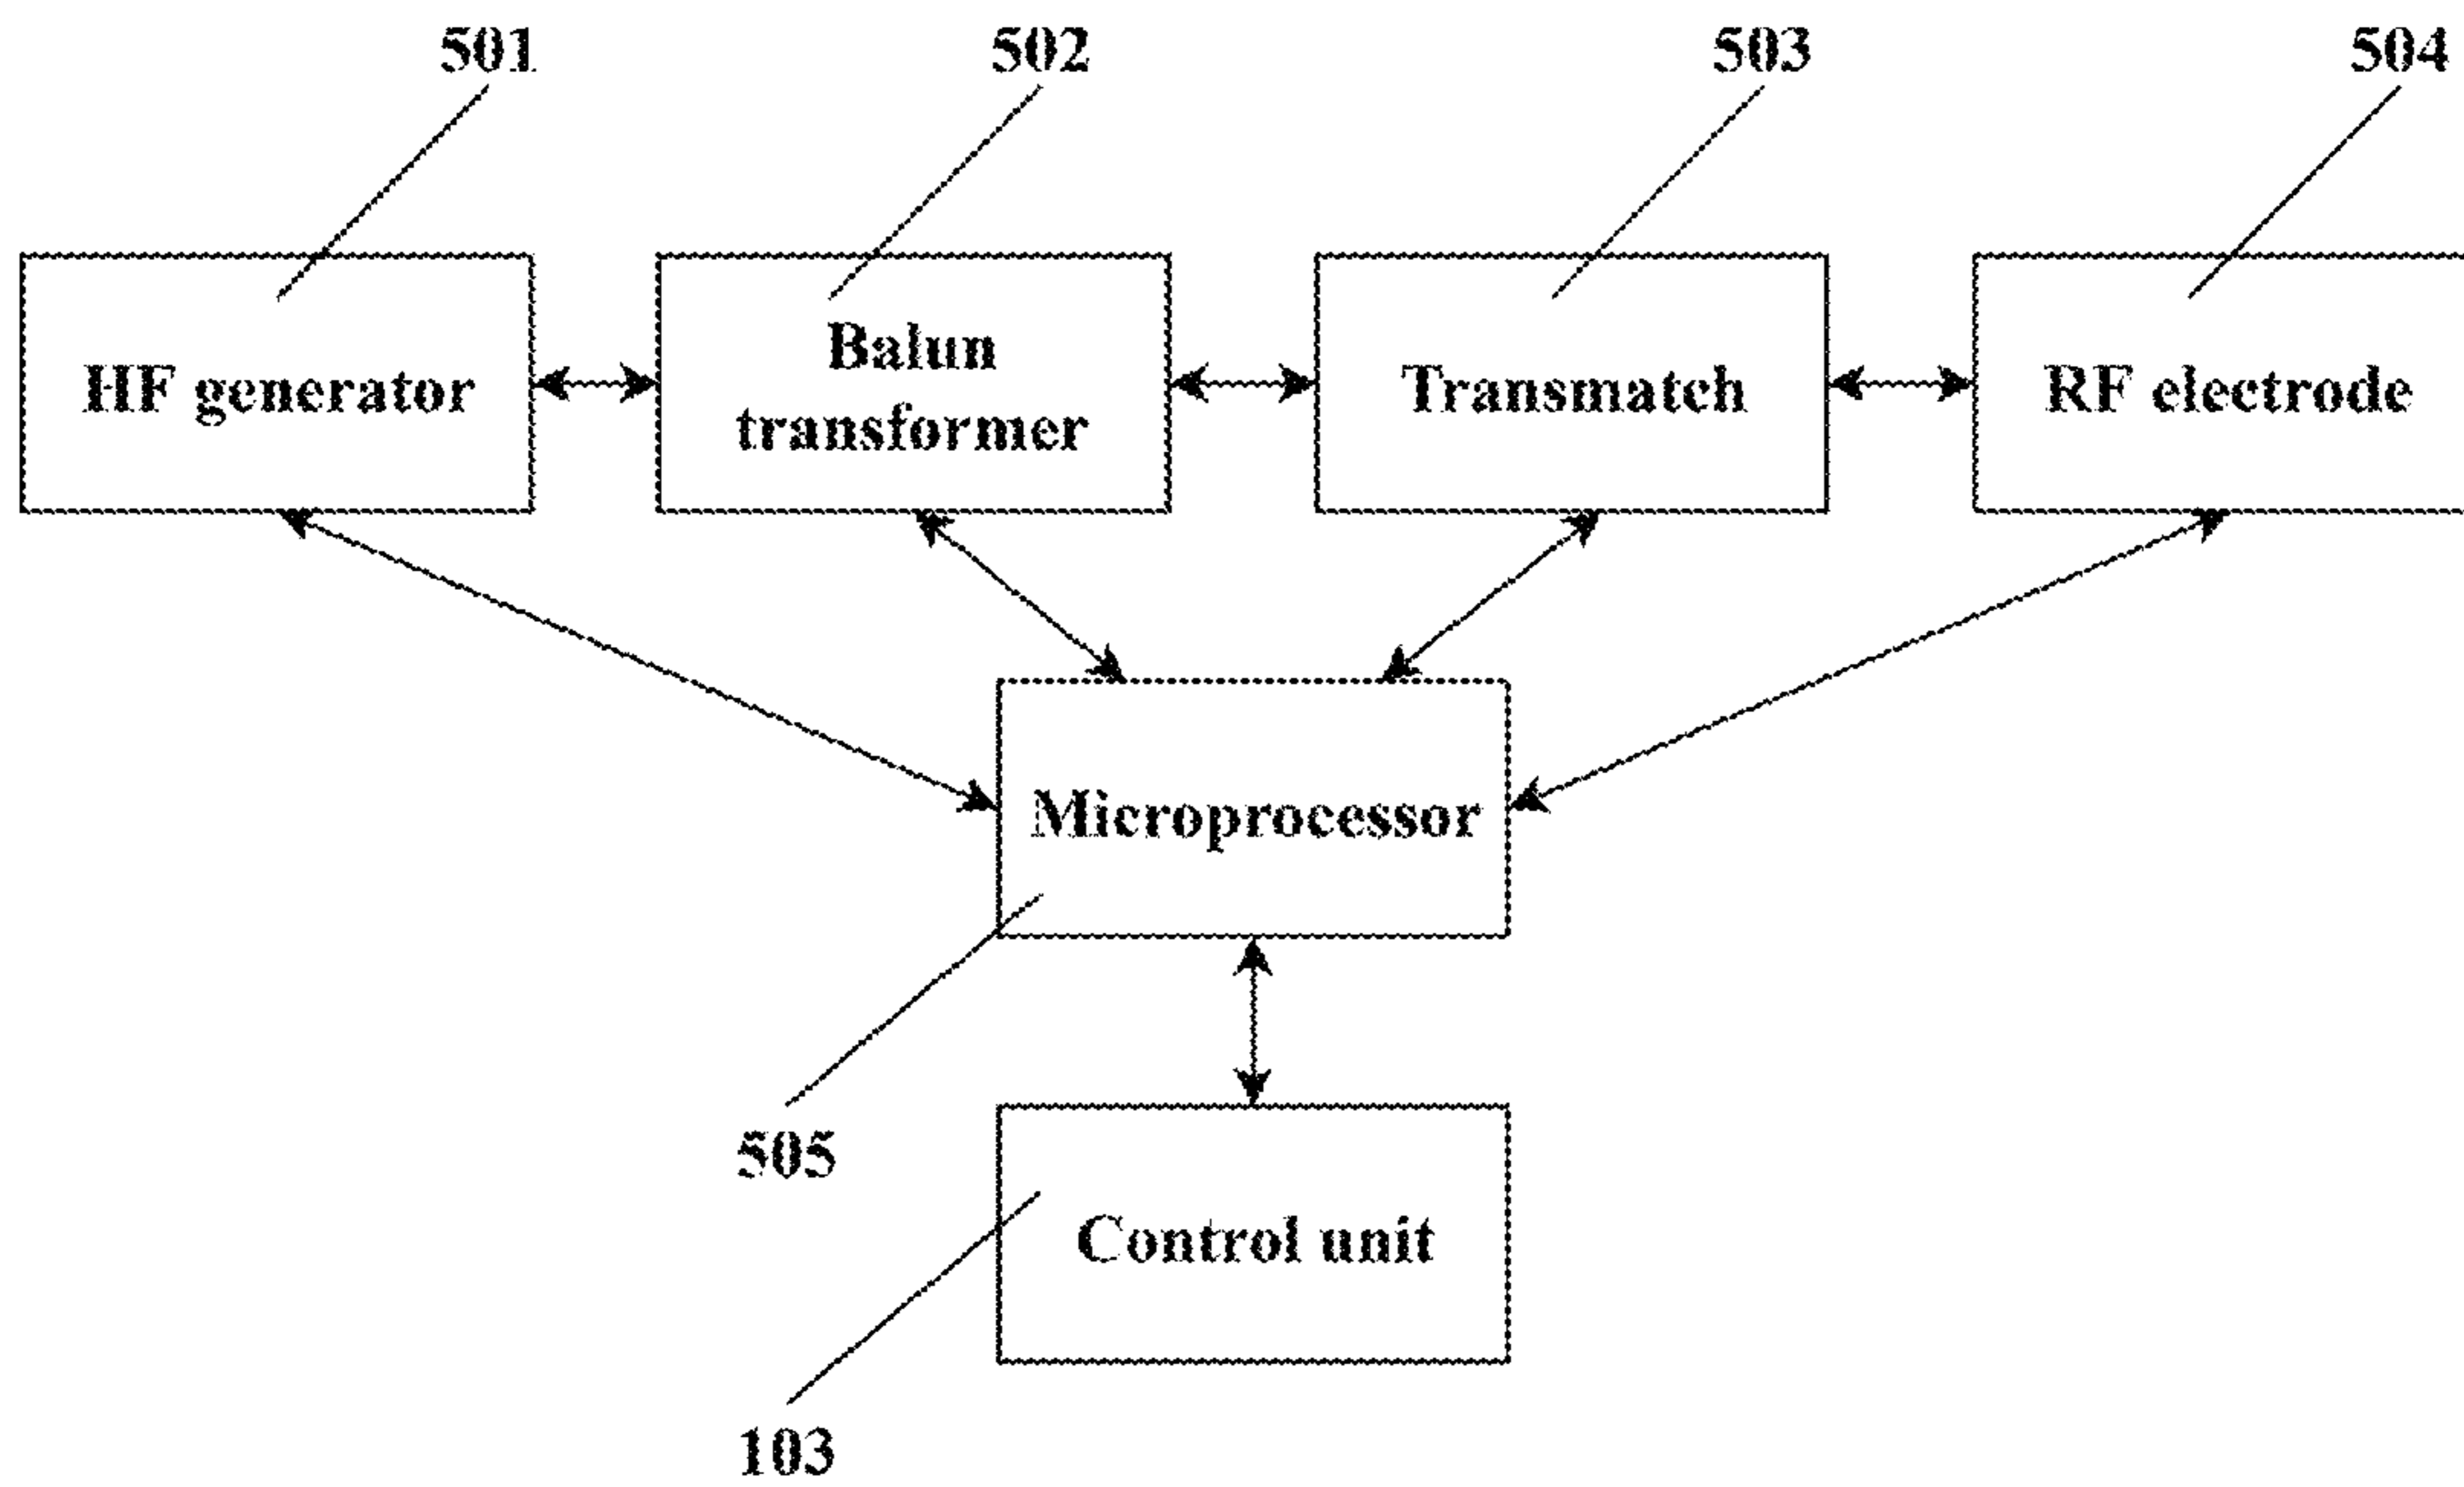 501
502
503
504
HF generator
Balun
transformer
Transmatch
RF electrode
Microprocessor
505
Control unit
103